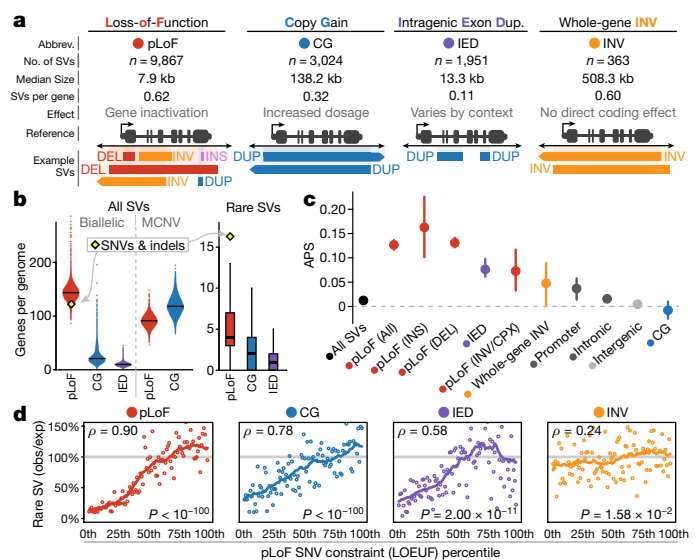 a
Loss-of-Function Copy Gain Intragenic Exon Dup. Whole-gene INV
Abbrev. pLoF CG IED INV
No. of SVs n = 9,867 n = 3,024 n = 1,951 n = 363
Median Size 7.9 kb 138.2 kb 13.3 kb 508.3 kb
SVs per gene 0.62 0.32 0.11 0.60
Effect Gene inactivation Increased dosage Varies by context No direct coding effect
Reference
Example SVs
DEL INV INS DUP DUP DUP INV
DEL DUP INV
INV DUP
b
All SVs Rare SVs
Biallelic MCNV
SNVs & indels
Genes per genome
200
100
0
15
10
5
0
pLoF CG IED pLoF CG pLoF CG IED
c
APS
0.20
0.15
0.10
0.05
0
All SVs
pLoF (All)
pLoF (INS)
pLoF (DEL)
IED
pLoF (INV/CPX)
Whole-gene INV
Promoter
Intronic
Intergenic
CG
d
pLoF CG IED INV
Rare SV (obs/exp)
150%
100%
50%
0%
ρ = 0.90 ρ = 0.78 ρ = 0.58 ρ = 0.24
P < 10⁻¹⁰⁰ P < 10⁻¹⁰⁰ P = 2.00 × 10⁻¹¹ P = 1.58 × 10⁻²
0th 25th 50th 75th 100th 0th 25th 50th 75th 100th 0th 25th 50th 75th 100th 0th 25th 50th 75th 100th
pLoF SNV constraint (LOEUF) percentile